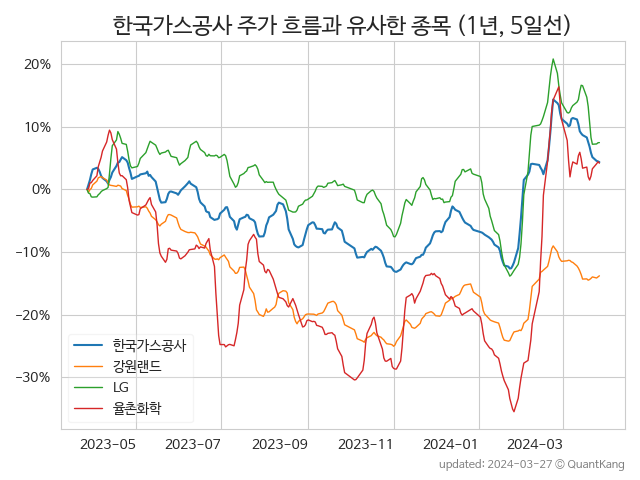 한국가스공사 주가 흐름과 유사한 종목 (1년, 5일선)
20%
10%
0%
−10%
−20%
−30%
한국가스공사
강원랜드
LG
율촌화학
2023-05 2023-07 2023-09 2023-11 2024-01 2024-03
updated: 2024-03-27 © QuantKang